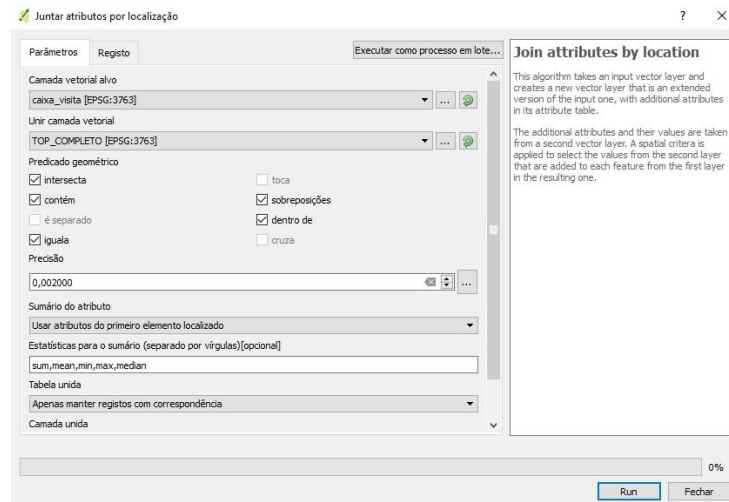 Juntar atributos por localização
?
Parâmetros
Registo
Executar como processo em lote...
Camada vetorial alvo
caixa_visita [EPSG:3763]
...
Unir camada vetorial
TOP_COMPLETO [EPSG:3763]
...
Predicado geométrico
intersecta
toca
contém
sobreposições
é separado
dentro de
iguala
cruza
Precisão
0,002000
...
Sumário do atributo
Usar atributos do primeiro elemento localizado
Estatísticas para o sumário (separado por vírgulas)[opcional]
sum,mean,min,max,median
Tabela unida
Apenas manter registos com correspondência
Camada unida
Join attributes by location
This algorithm takes an input vector layer and
creates a new vector layer that is an extended
version of the input one, with additional attributes
in its attribute table.
The additional attributes and their values are taken
from a second vector layer. A spatial criteria is
applied to select the values from the second layer
that are added to each feature from the first layer
in the resulting one.
0%
Run
Fechar